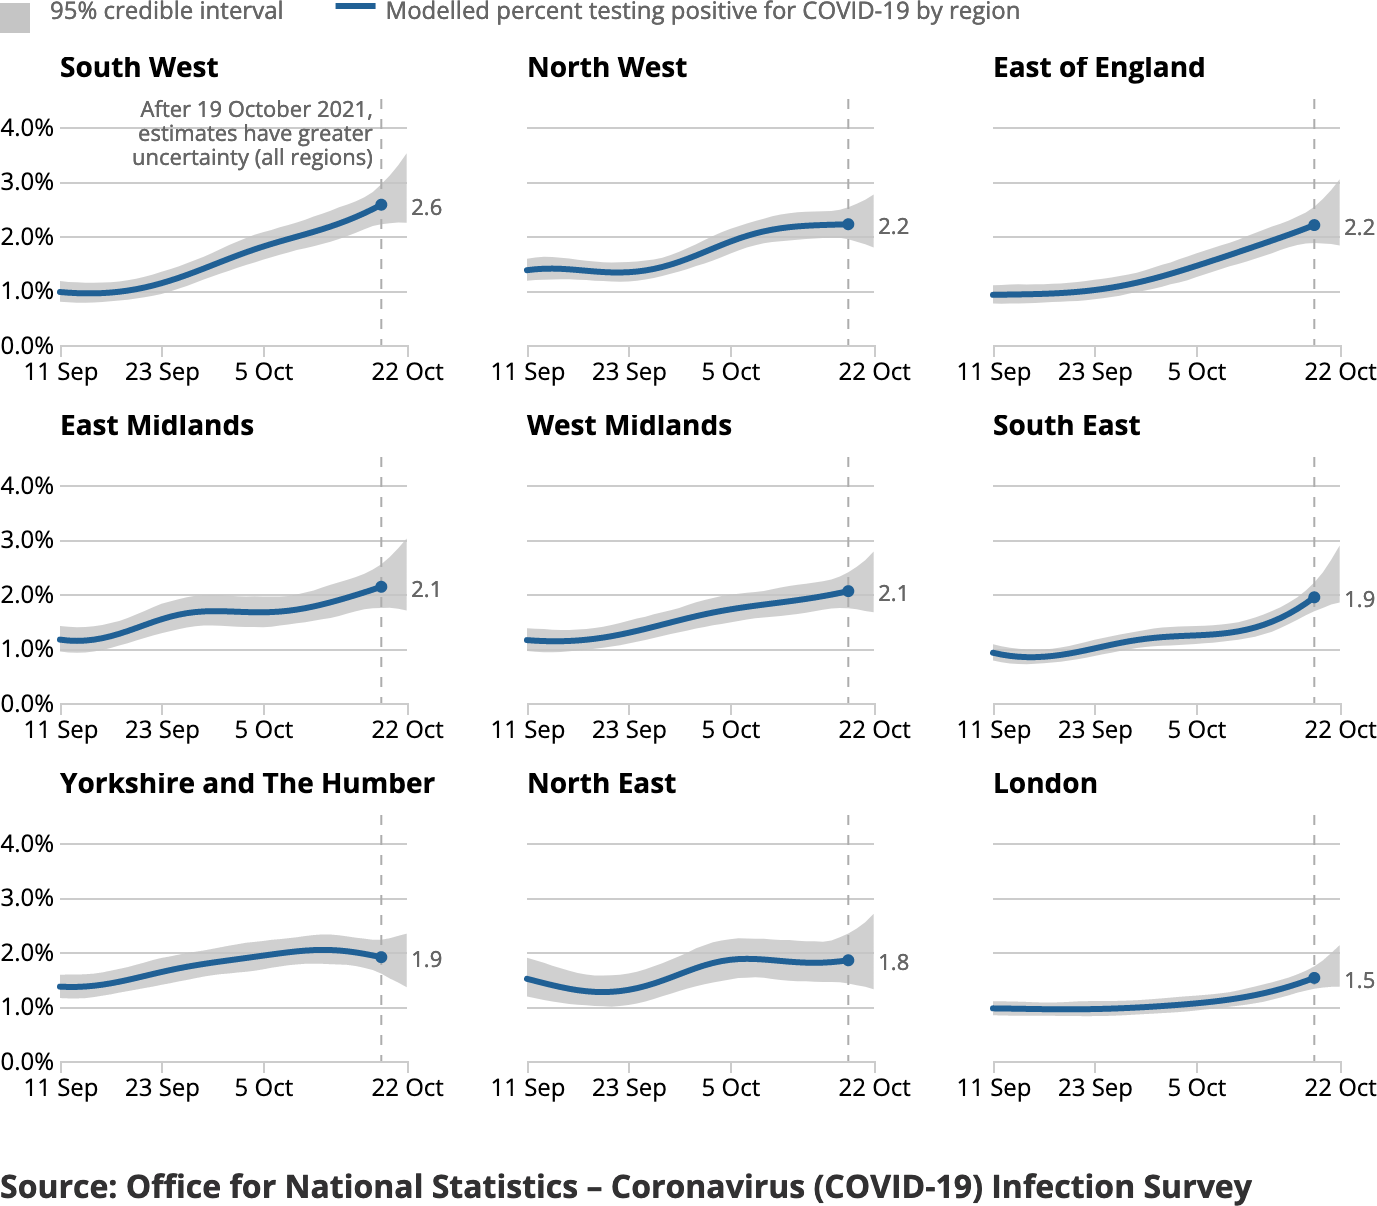 95% credible interval
Modelled percent testing positive for COVID-19 by region
South West
North West
East of England
After 19 October 2021,
estimates have greater
uncertainty (all regions)
4.0%
3.0%
2.0%
1.0%
0.0%
2.6
2.2
2.2
11 Sep 23 Sep 5 Oct 22 Oct
11 Sep 23 Sep 5 Oct 22 Oct
11 Sep 23 Sep 5 Oct 22 Oct
East Midlands
West Midlands
South East
4.0%
3.0%
2.0%
1.0%
0.0%
2.1
2.1
1.9
11 Sep 23 Sep 5 Oct 22 Oct
11 Sep 23 Sep 5 Oct 22 Oct
11 Sep 23 Sep 5 Oct 22 Oct
Yorkshire and The Humber
North East
London
4.0%
3.0%
2.0%
1.0%
0.0%
1.9
1.8
1.5
11 Sep 23 Sep 5 Oct 22 Oct
11 Sep 23 Sep 5 Oct 22 Oct
11 Sep 23 Sep 5 Oct 22 Oct
Source: Office for National Statistics – Coronavirus (COVID-19) Infection Survey